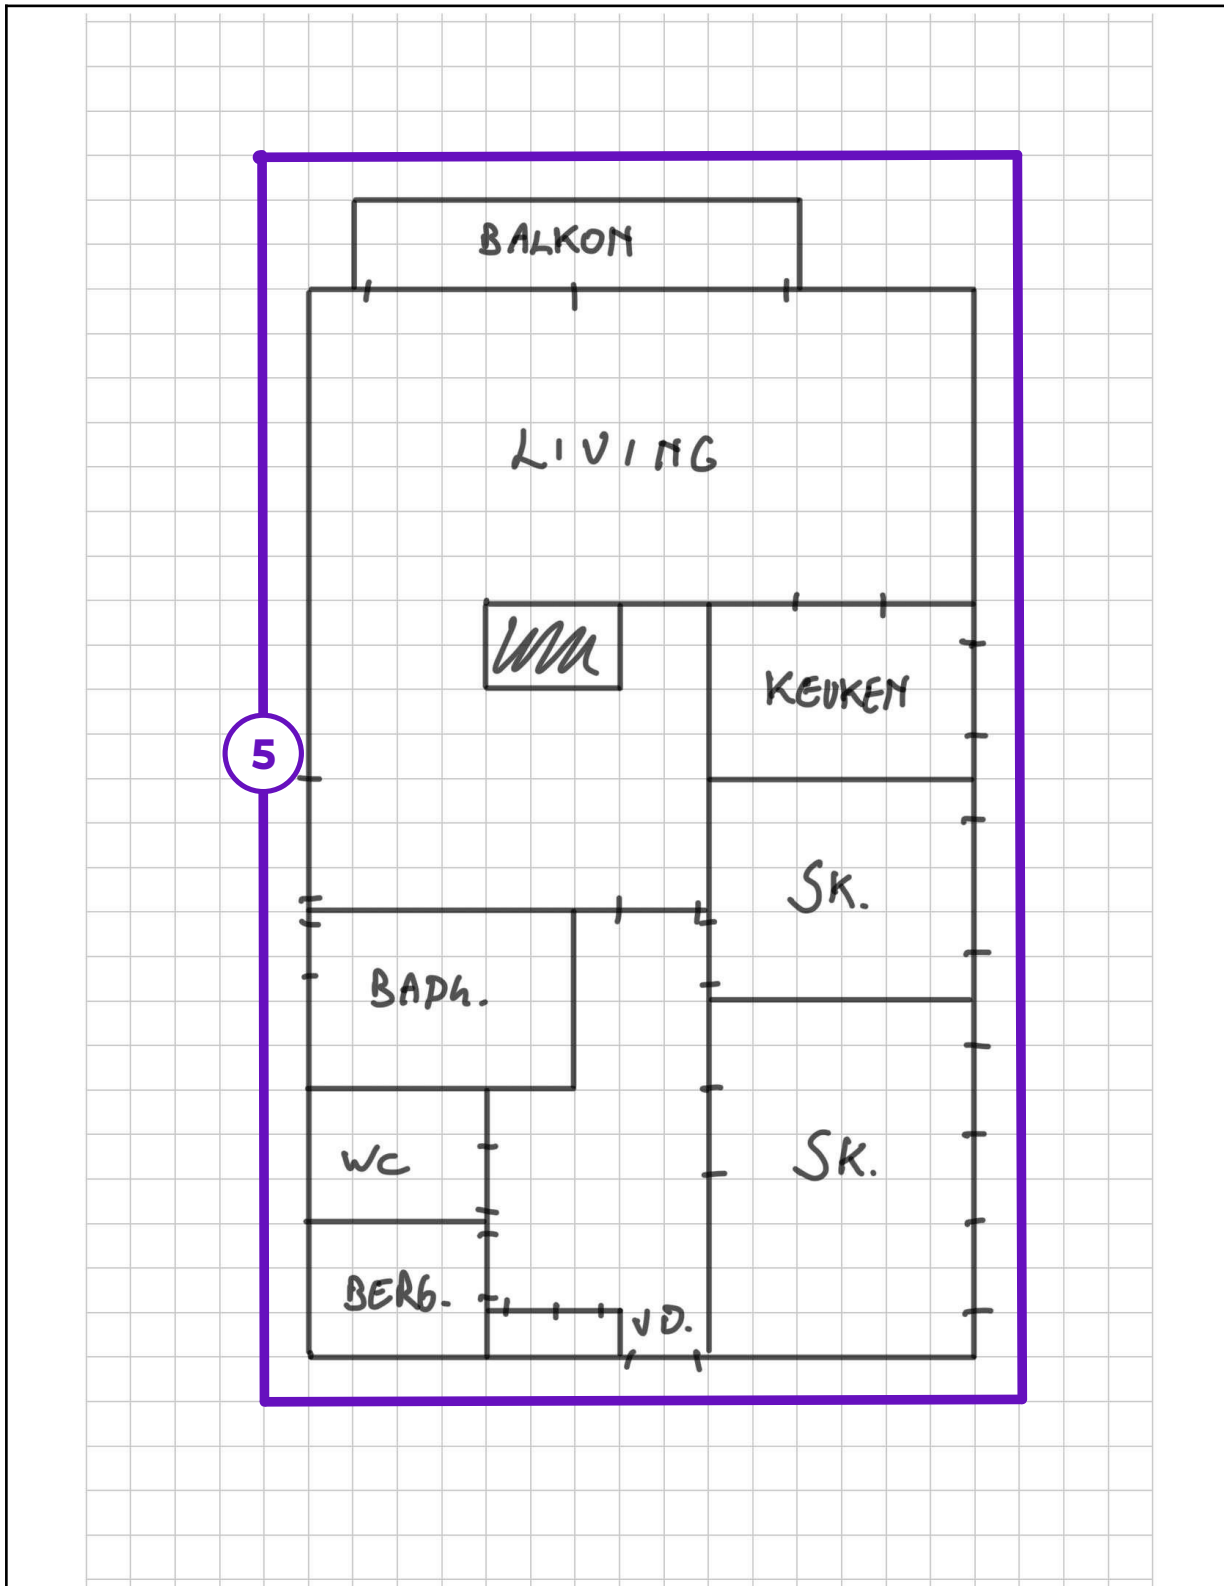 BALKON
LIVING
KEUKEN
5
SK.
BADK.
WC
SK.
BERG.
VD.